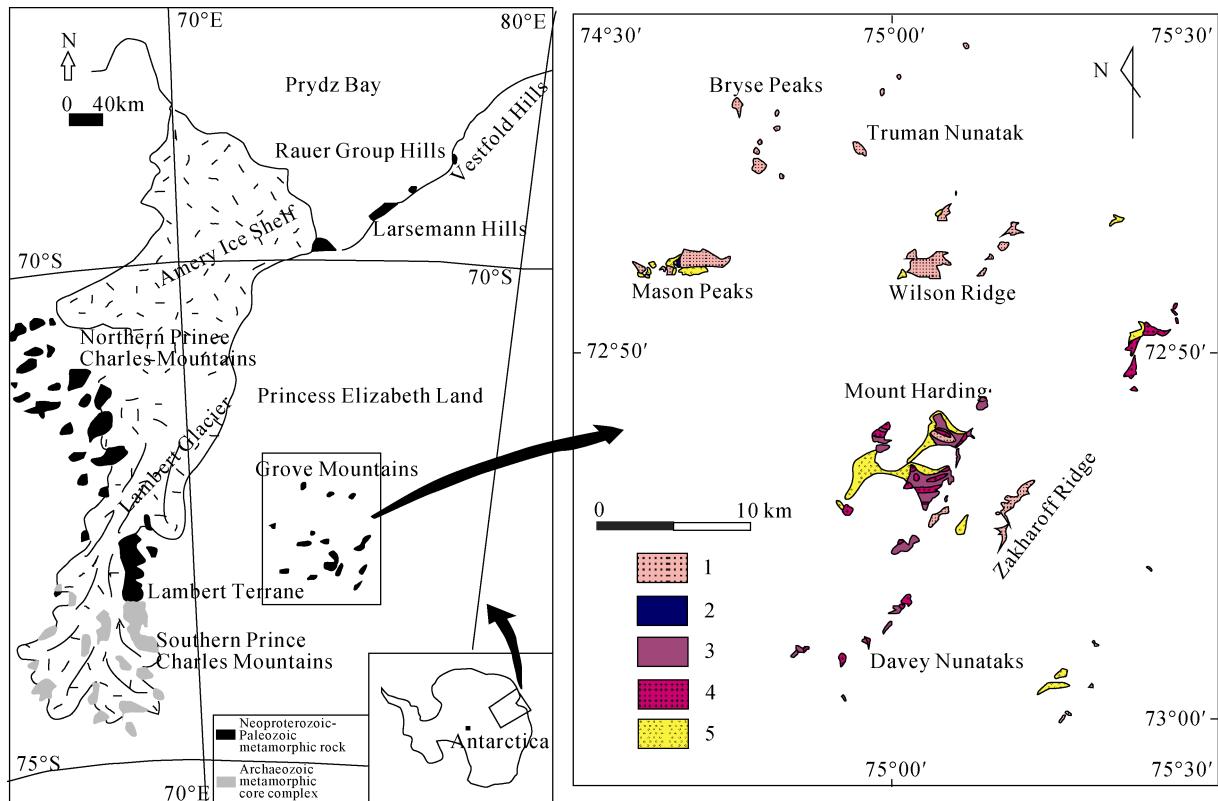 70°E
80°E
N
0 40km
Prydz Bay
Vestfold Hills
Rauer Group Hills
Larsemann Hills
Amery Ice Shelf
70°S
70°S
Northern Prince
Charles Mountains
Princess Elizabeth Land
Lambert Glacier
Grove Mountains
Lambert Terrane
Southern Prince
Charles Mountains
Neoproterozoic-
Paleozoic
metamorphic rock
Archaeozoic
metamorphic
core complex
75°S
70°E
Antarctica
74°30′
75°00′
75°30′
N
Bryse Peaks
Truman Nunatak
Mason Peaks
Wilson Ridge
72°50′
72°50′
Mount Harding
Zakharoff Ridge
0 10 km
1
2
3
4
5
Davey Nunataks
73°00′
75°00′
75°30′